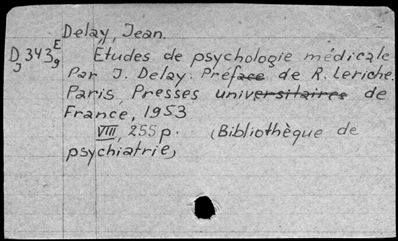 Delay, Jean.
D 343 E
J 9
Etudes de psychologie médicale
Par J. Delay. Préface de R. Leriche.
Paris, Presses universitaires de
France, 1953
VIII, 255 p. (Bibliothèque de
psychiatrie)